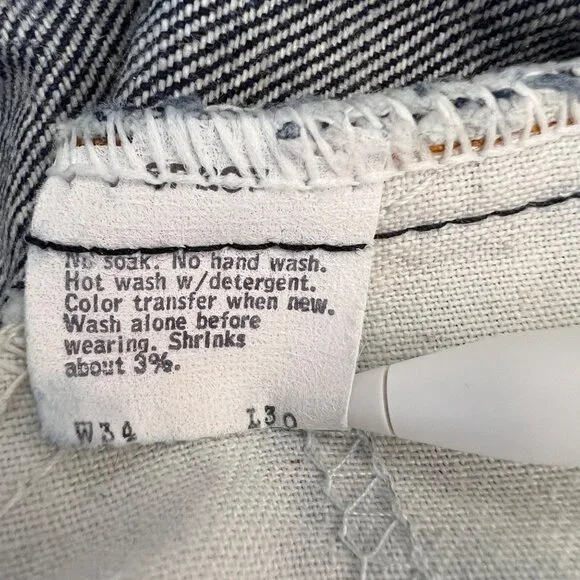 No soak. No hand wash.
Hot wash w/detergent.
Color transfer when new.
Wash alone before
wearing. Shrinks
about 3%.
W34 L30